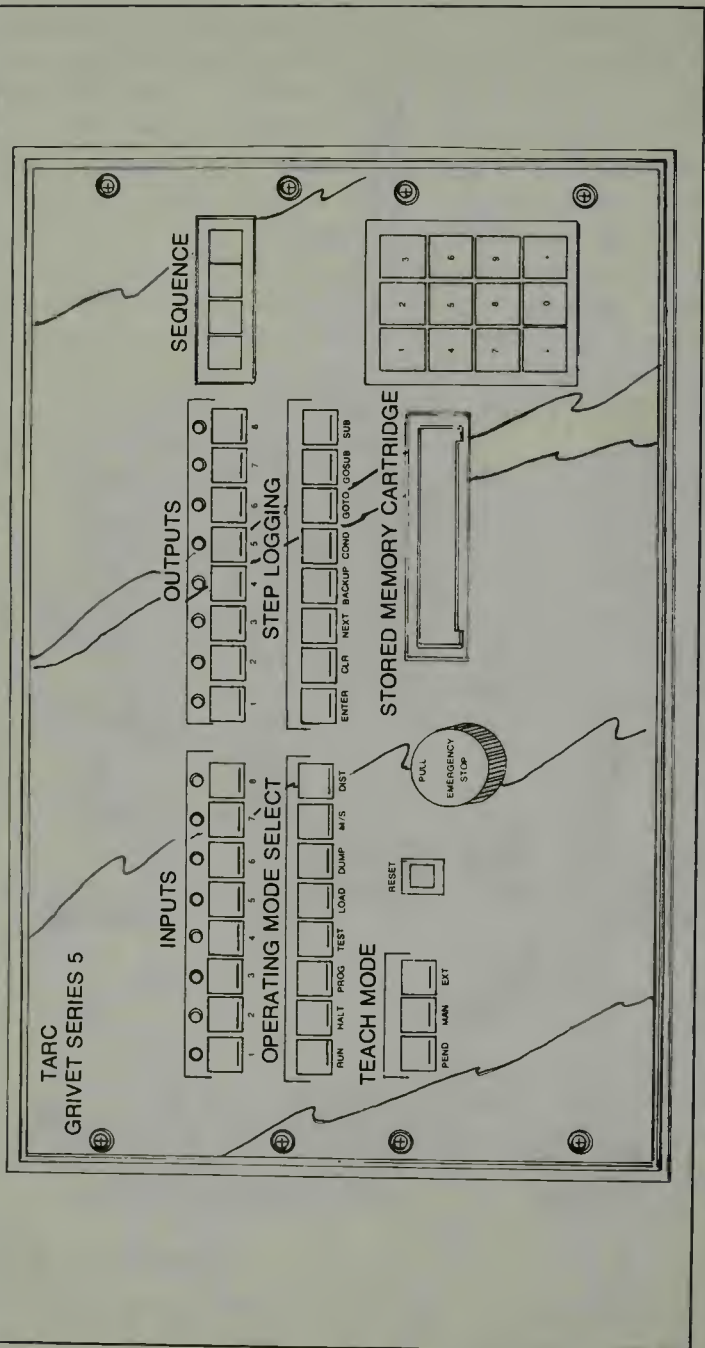 TARC
GRIVET SERIES 5
INPUTS
1 2 3 4 5 6 7 8
OPERATING MODE SELECT
RUN HALT PROG TEST LOAD DUMP M/S DIST
TEACH MODE
PEND MAN EXT
RESET
PULL
EMERGENCY
STOP
OUTPUTS
1 2 3 4 5 6 7 8
STEP LOGGING
ENTER CLR NEXT BACKUP COND GOTO GOSUB SUB
STORED MEMORY CARTRIDGE
SEQUENCE
1 2 3
4 5 6
7 8 9
0